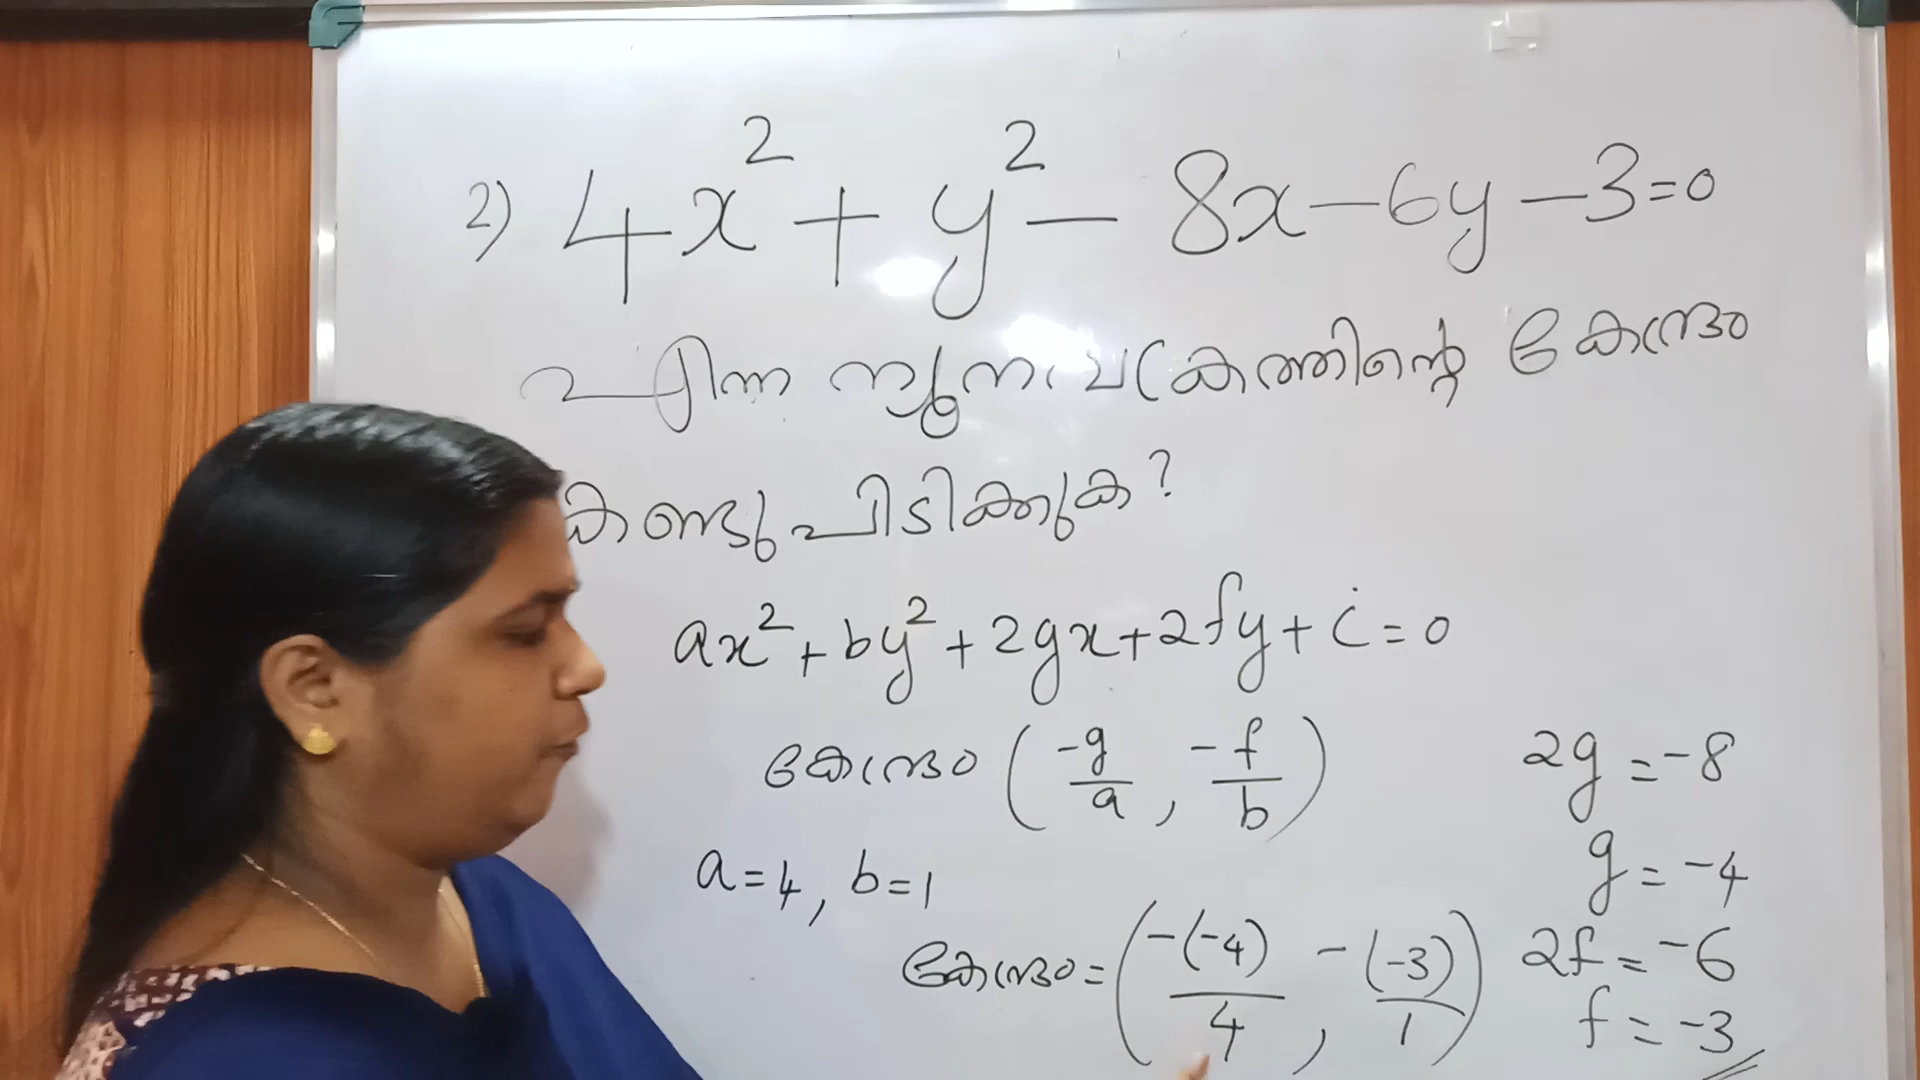 2) 4x² + y² - 8x - 6y - 3 = 0
എന്ന ന്യൂനവക്രത്തിന്റെ കേന്ദ്രം
കണ്ടുപിടിക്കുക?
ax² + by² + 2gx + 2fy + c = 0
കേന്ദ്രം (-g/a, -f/b)
2g = -8
a = 4, b = 1
g = -4
കേന്ദ്രം = (-(-4)/4, -(-3)/1)
2f = -6
f = -3